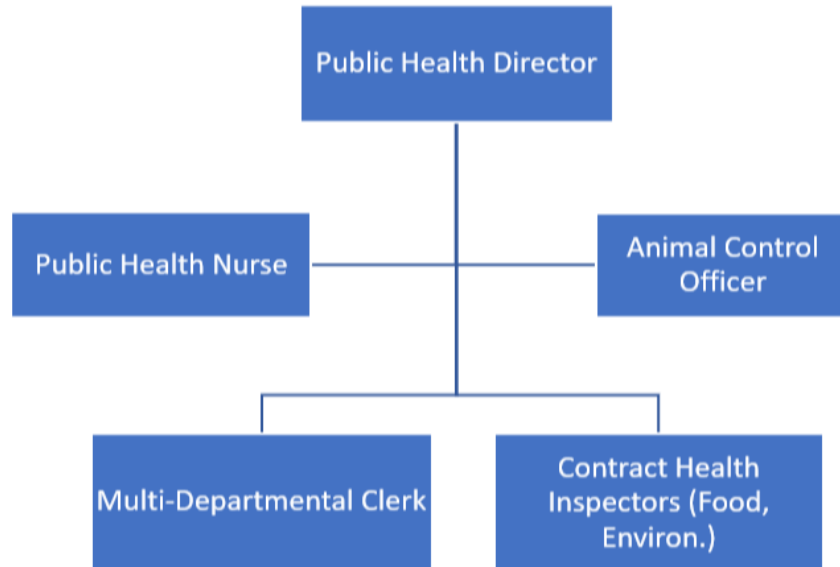 Public Health Director
Public Health Nurse
Animal Control
Officer
Multi-Departmental Clerk
Contract Health
Inspectors (Food,
Environ.)